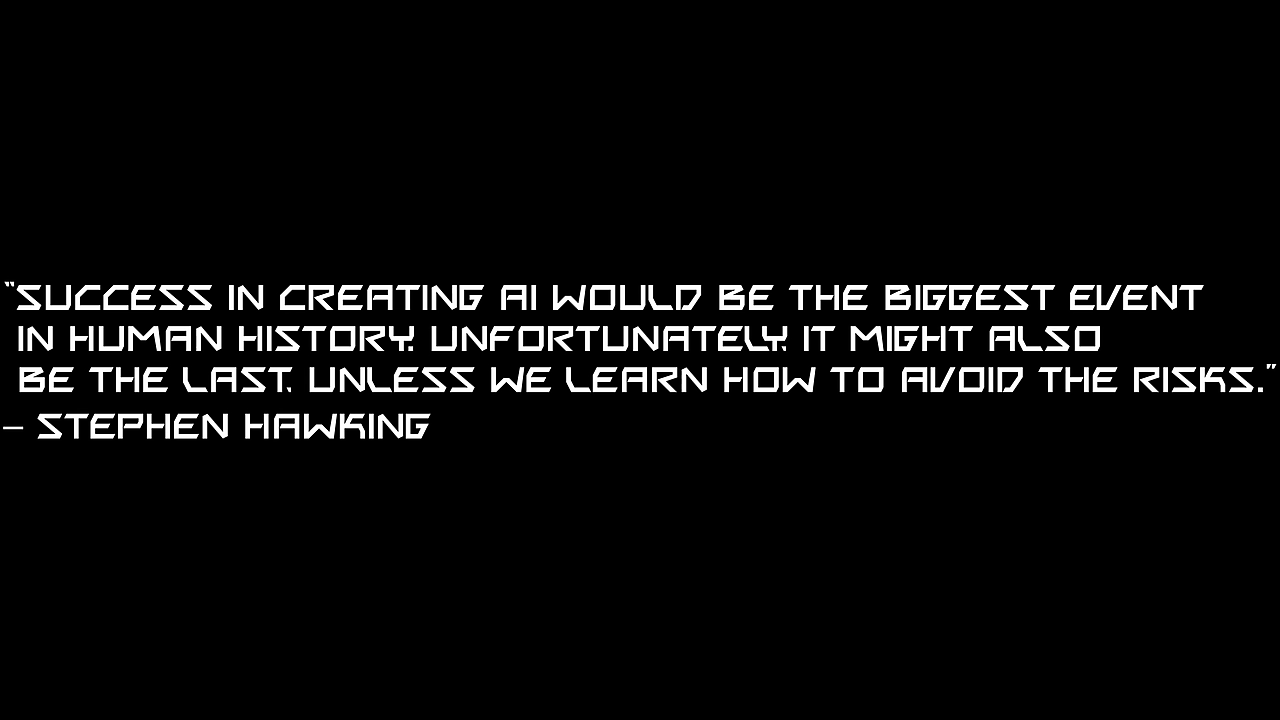 "SUCCESS IN CREATING AI WOULD BE THE BIGGEST EVENT
IN HUMAN HISTORY. UNFORTUNATELY, IT MIGHT ALSO
BE THE LAST, UNLESS WE LEARN HOW TO AVOID THE RISKS."
– STEPHEN HAWKING